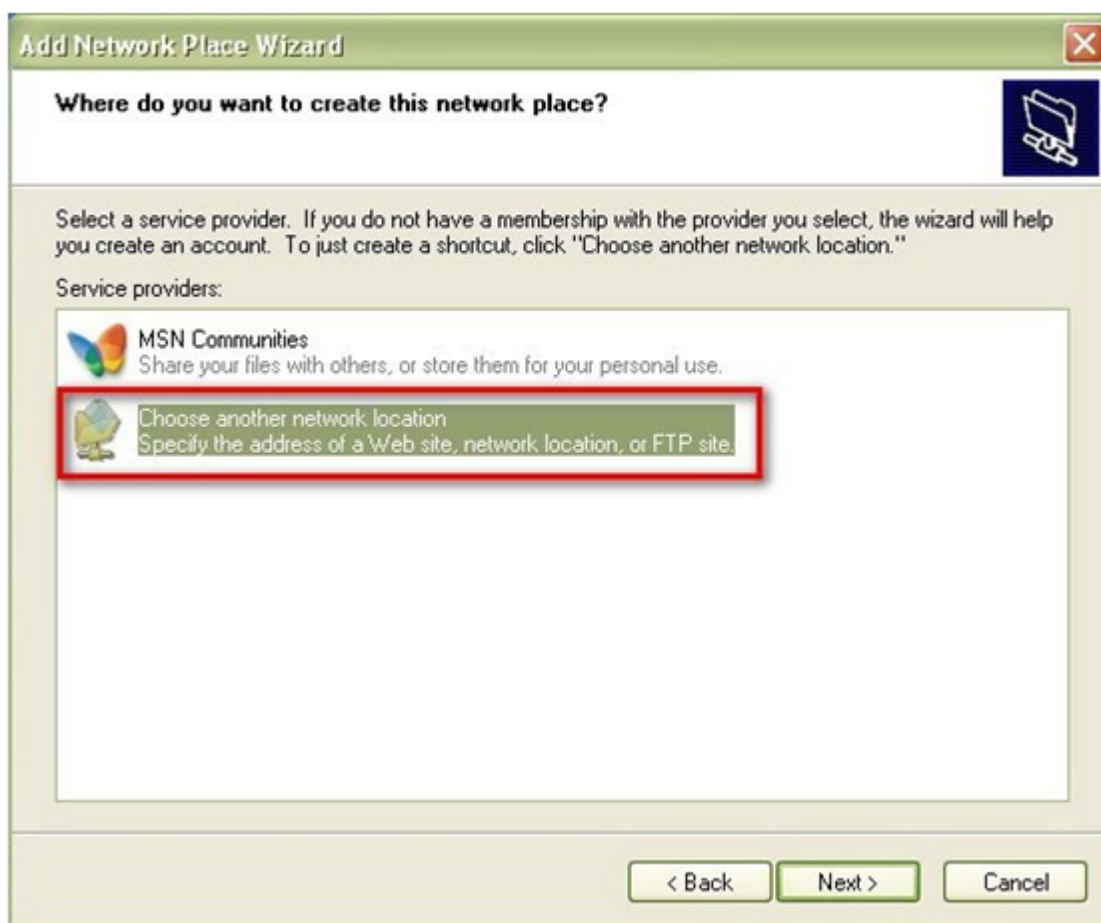 Add Network Place Wizard
Where do you want to create this network place?
Select a service provider. If you do not have a membership with the provider you select, the wizard will help
you create an account. To just create a shortcut, click "Choose another network location."
Service providers:
MSN Communities
Share your files with others, or store them for your personal use.
Choose another network location
Specify the address of a Web site, network location, or FTP site.
< Back
Next >
Cancel